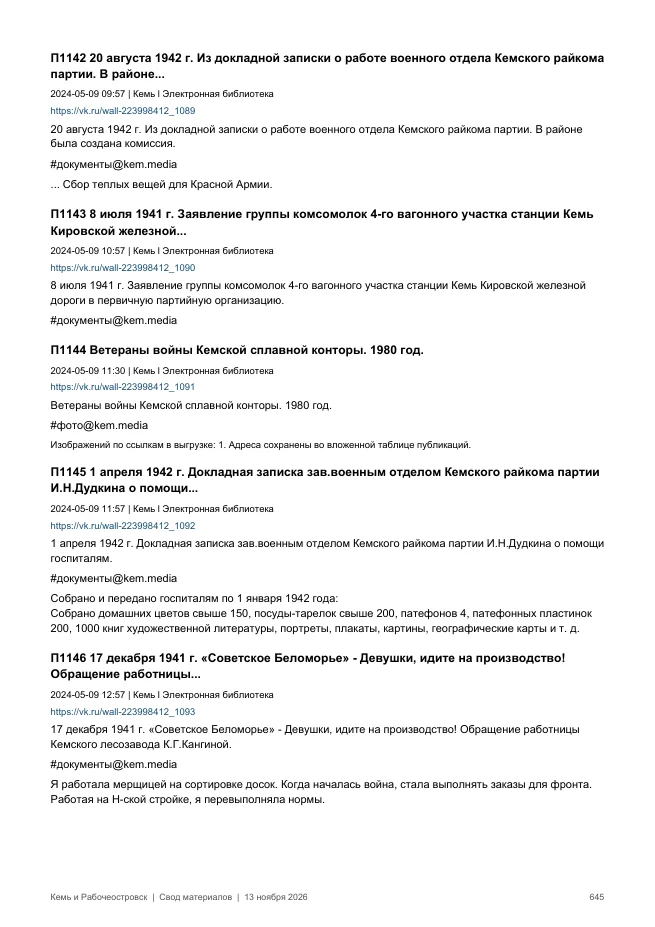 П1142 20 августа 1942 г. Из докладной записки о работе военного отдела Кемского райкома
партии. В районе...
2024-05-09 09:57 | Кемь I Электронная библиотека
https://vk.ru/wall-223998412_1089
20 августа 1942 г. Из докладной записки о работе военного отдела Кемского райкома партии. В районе
была создана комиссия.
#документы@kem.media
... Сбор теплых вещей для Красной Армии.
П1143 8 июля 1941 г. Заявление группы комсомолок 4-го вагонного участка станции Кемь
Кировской железной...
2024-05-09 10:57 | Кемь I Электронная библиотека
https://vk.ru/wall-223998412_1090
8 июля 1941 г. Заявление группы комсомолок 4-го вагонного участка станции Кемь Кировской железной
дороги в первичную партийную организацию.
#документы@kem.media
П1144 Ветераны войны Кемской сплавной конторы. 1980 год.
2024-05-09 11:30 | Кемь I Электронная библиотека
https://vk.ru/wall-223998412_1091
Ветераны войны Кемской сплавной конторы. 1980 год.
#фото@kem.media
Изображений по ссылкам в выгрузке: 1. Адреса сохранены во вложенной таблице публикаций.
П1145 1 апреля 1942 г. Докладная записка зав.военным отделом Кемского райкома партии
И.Н.Дудкина о помощи...
2024-05-09 11:57 | Кемь I Электронная библиотека
https://vk.ru/wall-223998412_1092
1 апреля 1942 г. Докладная записка зав.военным отделом Кемского райкома партии И.Н.Дудкина о помощи
госпиталям.
#документы@kem.media
Собрано и передано госпиталям по 1 января 1942 года:
Собрано домашних цветов свыше 150, посуды-тарелок свыше 200, патефонов 4, патефонных пластинок
200, 1000 книг художественной литературы, портреты, плакаты, картины, географические карты и т. д.
П1146 17 декабря 1941 г. «Советское Беломорье» - Девушки, идите на производство!
Обращение работницы...
2024-05-09 12:57 | Кемь I Электронная библиотека
https://vk.ru/wall-223998412_1093
17 декабря 1941 г. «Советское Беломорье» - Девушки, идите на производство! Обращение работницы
Кемского лесозавода К.Г.Кангиной.
#документы@kem.media
Я работала мерщицей на сортировке досок. Когда началась война, стала выполнять заказы для фронта.
Работая на Н-ской стройке, я перевыполняла нормы.
Кемь и Рабочеостровск | Свод материалов | 13 ноября 2026
645